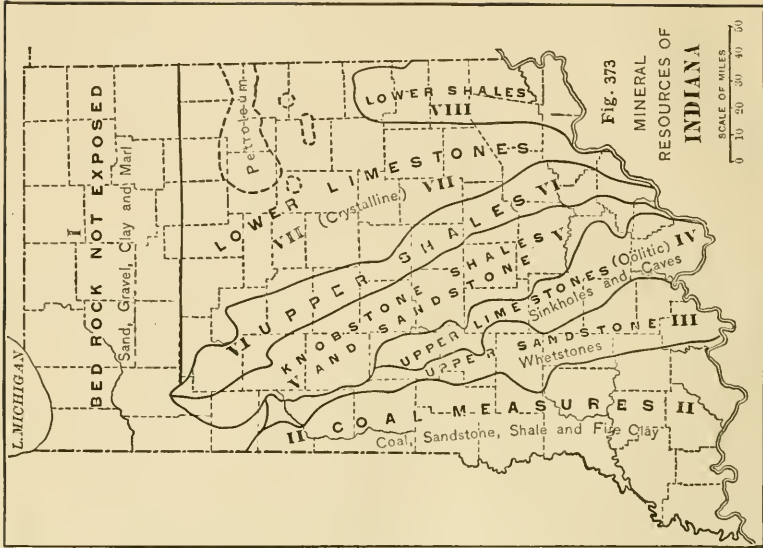 L. MICHIGAN
I
BED ROCK NOT EXPOSED
Sand, Gravel, Clay and Marl
Petroleum
LOWER LIMESTONES
(Crystalline)
VII
VII
LOWER SHALES
VIII
VI UPPER SHALES VI
KNOBSTONE SHALES V
V AND SANDSTONE
UPPER LIMESTONES (Oolitic) IV
Sinkholes and Caves
UPPER SANDSTONE III
Whetstones
II COAL MEASURES II
Coal, Sandstone, Shale and Fire Clay
Fig. 373
MINERAL
RESOURCES OF
INDIANA
SCALE OF MILES
0 10 20 30 40 50